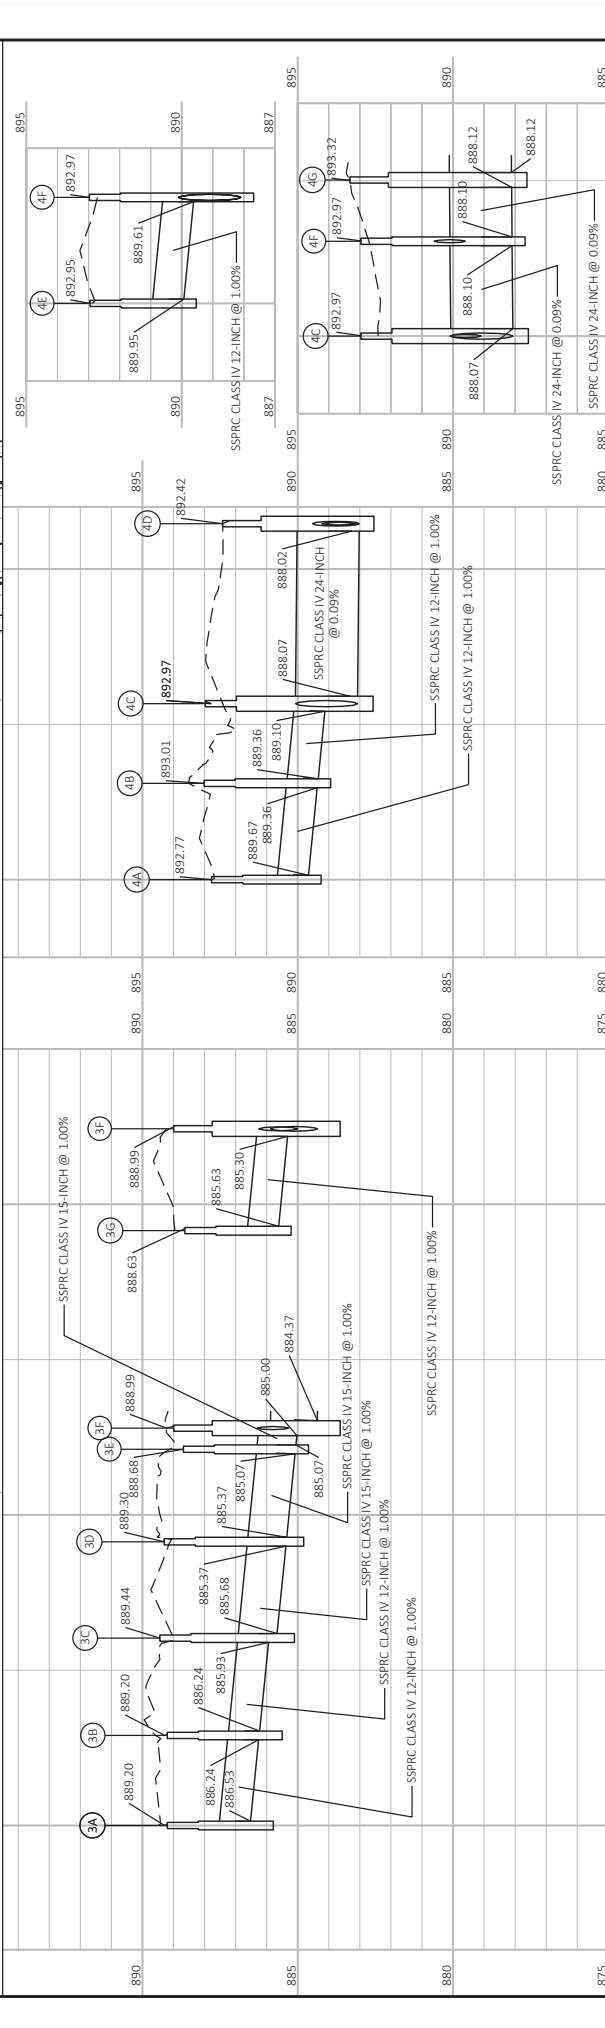 895
890
887
4E
4F
892.95
892.97
889.95
889.61
SSPRC CLASS IV 12-INCH @ 1.00%
895
890
887
895
890
885
4C
4F
4G
892.97
892.97
893.32
888.07
888.10
888.10
888.12
888.12
SSPRC CLASS IV 24-INCH @ 0.09%
SSPRC CLASS IV 24-INCH @ 0.09%
895
890
885
880
895
890
885
880
4A
4B
4C
4D
892.77
893.01
892.97
892.42
889.67
889.36
889.36
889.10
888.07
888.02
SSPRC CLASS IV 24-INCH
@ 0.09%
SSPRC CLASS IV 12-INCH @ 1.00%
SSPRC CLASS IV 12-INCH @ 1.00%
895
890
885
880
890
885
880
875
3G
3F
888.63
888.99
885.63
885.30
SSPRC CLASS IV 12-INCH @ 1.00%
SSPRC CLASS IV 15-INCH @ 1.00%
3A
3B
3C
3D
3E
3F
889.20
889.20
889.44
889.30
888.68
888.99
886.53
886.24
886.24
885.93
885.68
885.37
885.37
885.07
885.07
885.00
884.37
SSPRC CLASS IV 15-INCH @ 1.00%
SSPRC CLASS IV 15-INCH @ 1.00%
SSPRC CLASS IV 12-INCH @ 1.00%
SSPRC CLASS IV 12-INCH @ 1.00%
890
885
880
875